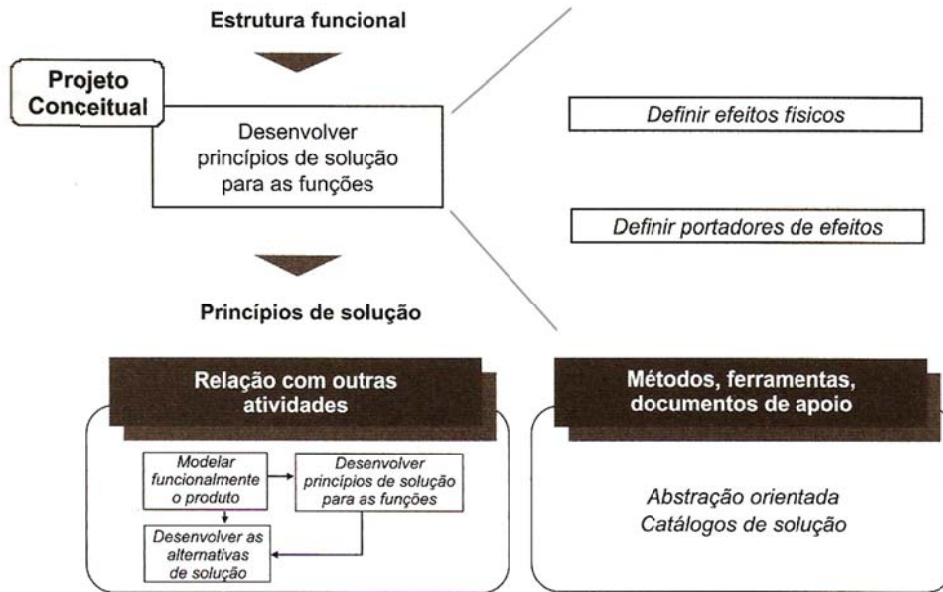 Estrutura funcional
Projeto
Conceitual
Desenvolver
princípios de solução
para as funções
Definir efeitos físicos
Definir portadores de efeitos
Princípios de solução
Relação com outras
atividades
Modelar
funcionalmente
o produto
Desenvolver
princípios de solução
para as funções
Desenvolver as
alternativas
de solução
Métodos, ferramentas,
documentos de apoio
Abstração orientada
Catálogos de solução